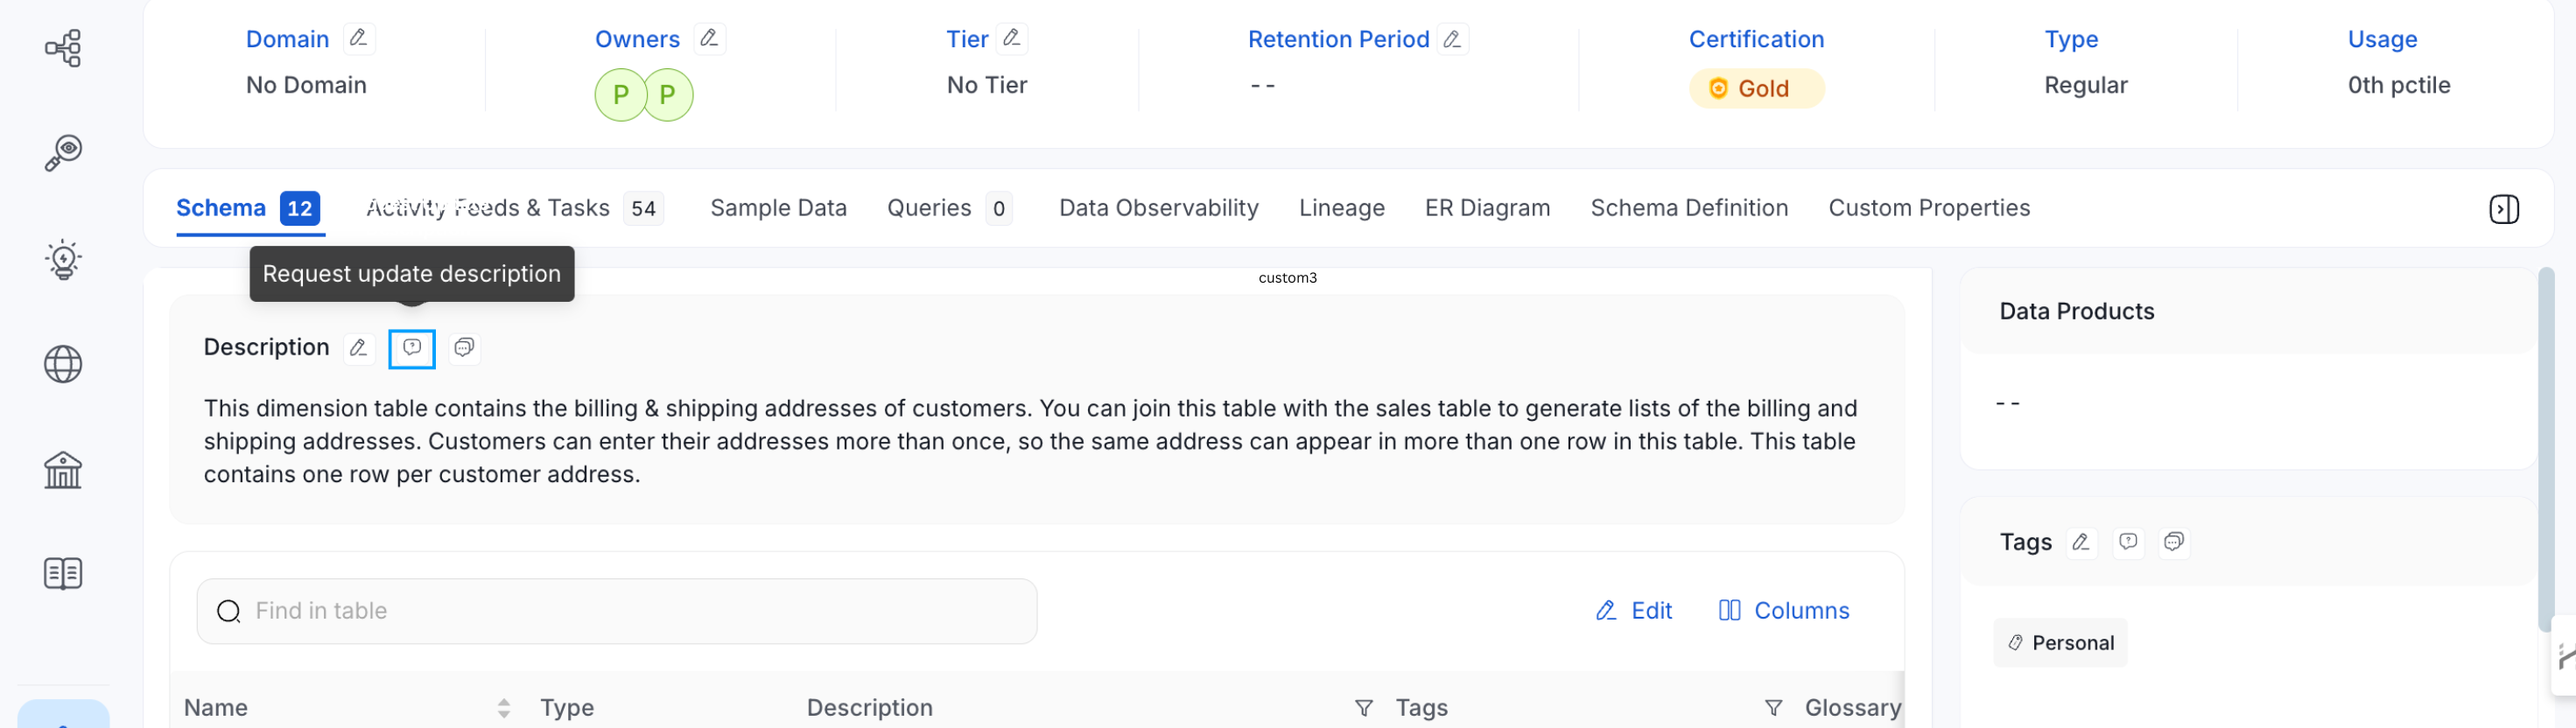 Domain
Owners
Tier
Retention Period
Certification
Type
Usage
No Domain
P P
No Tier
--
Gold
Regular
0th pctile
Schema 12
& Tasks 54
Sample Data
Queries 0
Data Observability
Lineage
ER Diagram
Schema Definition
Custom Properties
Request update description
custom3
Description
This dimension table contains the billing & shipping addresses of customers. You can join this table with the sales table to generate lists of the billing and
shipping addresses. Customers can enter their addresses more than once, so the same address can appear in more than one row in this table. This table
contains one row per customer address.
Find in table
Edit
Columns
Name
Type
Description
Tags
Glossary
Data Products
--
Tags
Personal